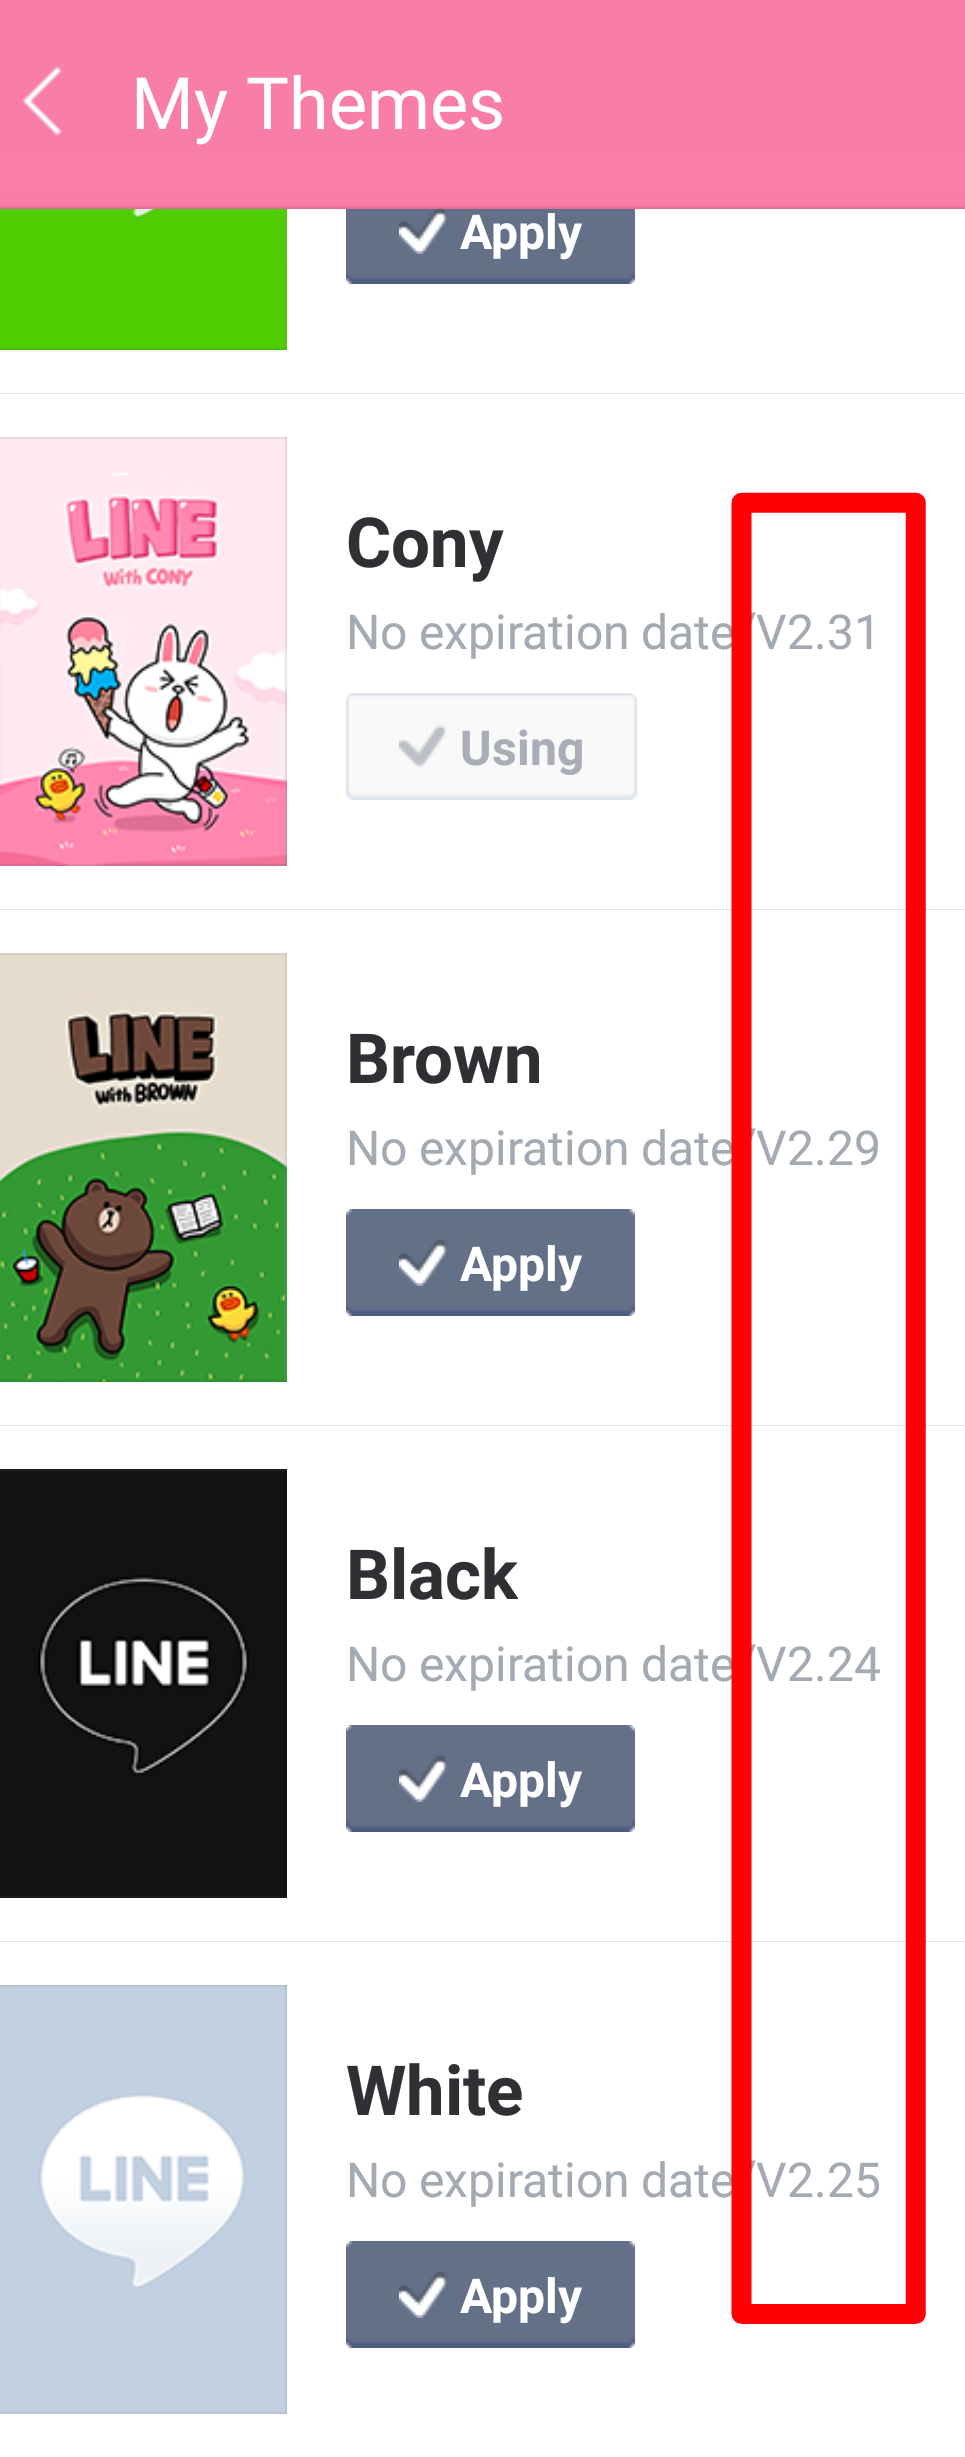 My Themes
Apply
LINE
with CONY
Cony
No expiration date/V2.31
Using
LINE
with BROWN
Brown
No expiration date/V2.29
Apply
LINE
Black
No expiration date/V2.24
Apply
LINE
White
No expiration date/V2.25
Apply